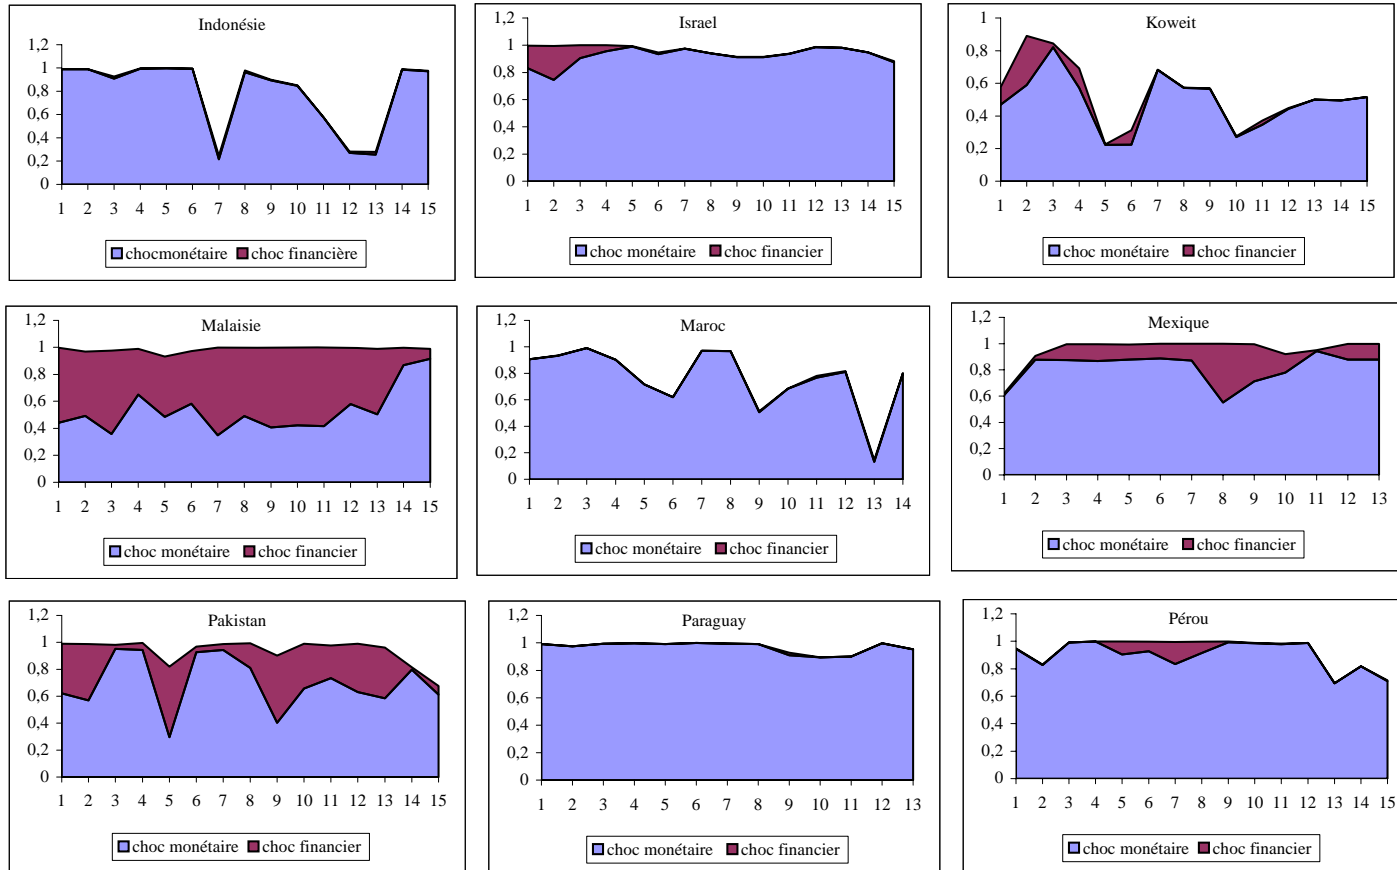 Indonésie
1,2
1
0,8
0,6
0,4
0,2
0
1 2 3 4 5 6 7 8 9 10 11 12 13 14 15
chocmonétaire choc financière
Israel
1,2
1
0,8
0,6
0,4
0,2
0
1 2 3 4 5 6 7 8 9 10 11 12 13 14 15
choc monétaire choc financier
Koweit
1
0,8
0,6
0,4
0,2
0
1 2 3 4 5 6 7 8 9 10 11 12 13 14 15
choc monétaire choc financier
Malaisie
1,2
1
0,8
0,6
0,4
0,2
0
1 2 3 4 5 6 7 8 9 10 11 12 13 14 15
choc monétaire choc financier
Maroc
1,2
1
0,8
0,6
0,4
0,2
0
1 2 3 4 5 6 7 8 9 10 11 12 13 14
choc monétaire choc financier
Mexique
1,2
1
0,8
0,6
0,4
0,2
0
1 2 3 4 5 6 7 8 9 10 11 12 13
choc monétaire choc financier
Pakistan
1,2
1
0,8
0,6
0,4
0,2
0
1 2 3 4 5 6 7 8 9 10 11 12 13 14 15
choc monétaire choc financier
Paraguay
1,2
1
0,8
0,6
0,4
0,2
0
1 2 3 4 5 6 7 8 9 10 11 12 13
choc monétaire choc financier
Pérou
1,2
1
0,8
0,6
0,4
0,2
0
1 2 3 4 5 6 7 8 9 10 11 12 13 14 15
choc monétaire choc financier